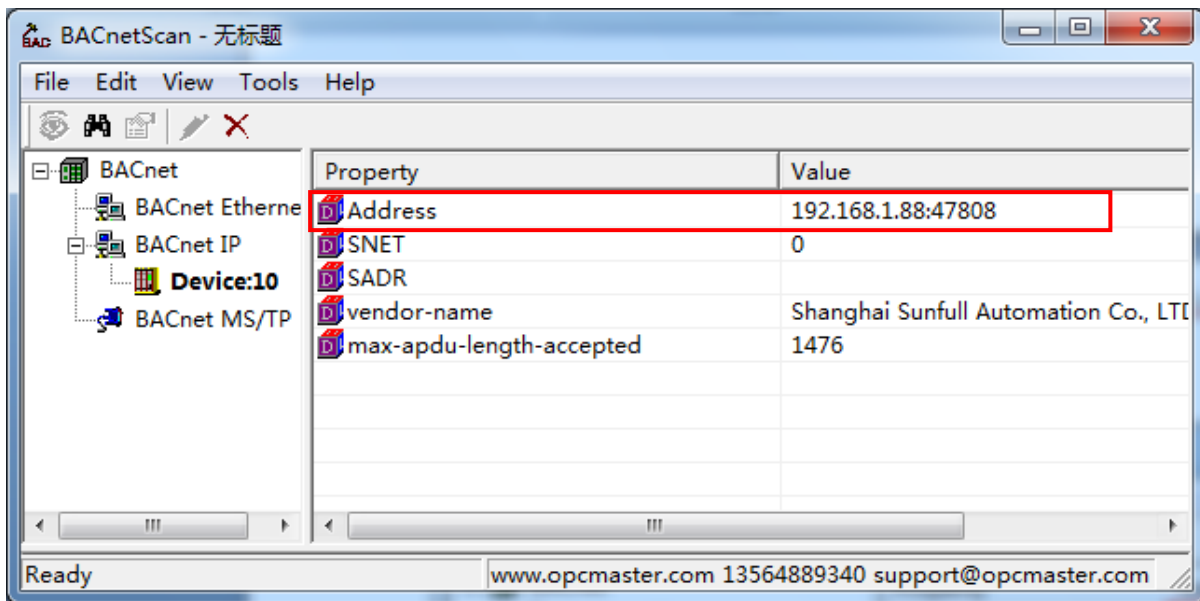 BACnetScan - 无标题
File Edit View Tools Help
BACnet
BACnet Etherne
BACnet IP
Device:10
BACnet MS/TP
Property Value
Address 192.168.1.88:47808
SNET 0
SADR
vendor-name Shanghai Sunfull Automation Co., LTD
max-apdu-length-accepted 1476
Ready www.opcmaster.com 13564889340 support@opcmaster.com